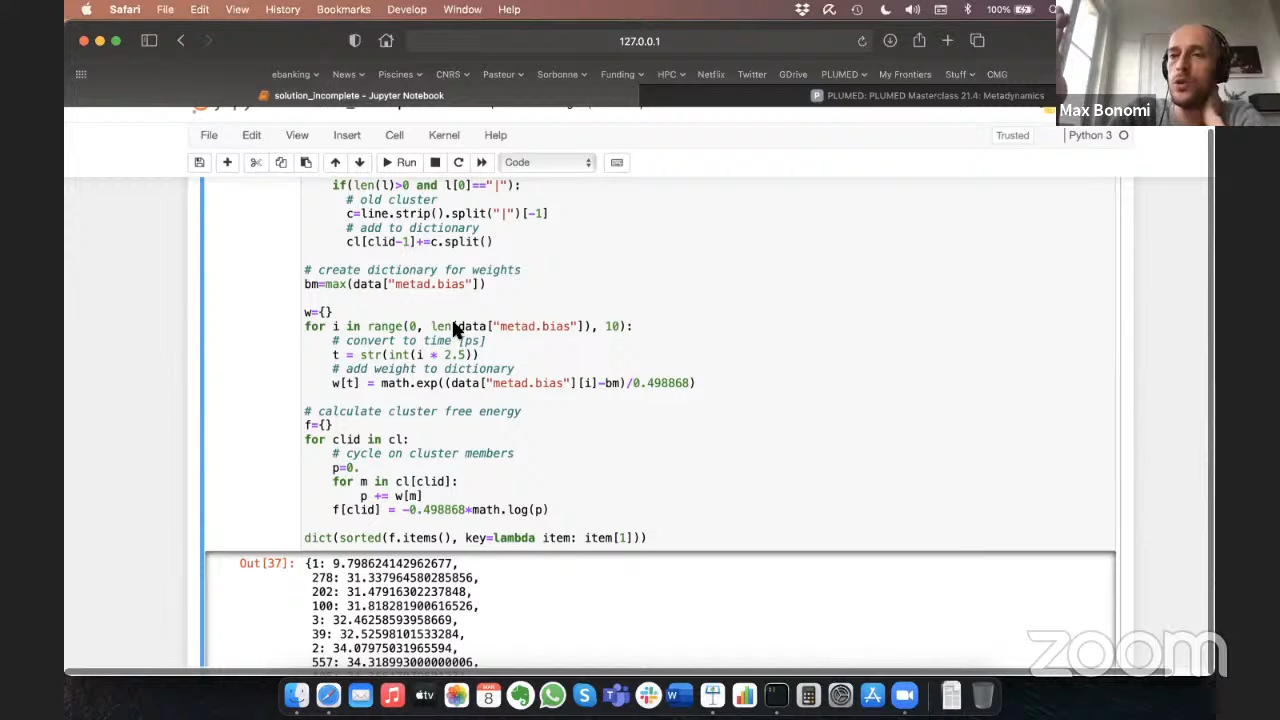 Safari File Edit View History Bookmarks Develop Window Help 100%
127.0.0.1
ebanking News Piscines CNRS Pasteur Sorbonne Funding HPC Netflix Twitter GDrive PLUMED My Frontiers Stuff CMG
solution_incomplete - Jupyter Notebook P PLUMED: PLUMED Masterclass 21.4: Metadynamics
Max Bonomi
File Edit View Insert Cell Kernel Help Trusted Python 3
Run Code
if(len(l)>0 and l[0]=="|"):
# old cluster
c=line.strip().split("|")[-1]
# add to dictionary
cl[clid-1]+=c.split()
# create dictionary for weights
bm=max(data["metad.bias"])
w={}
for i in range(0, len(data["metad.bias"]), 10):
# convert to time [ps]
t = str(int(i * 2.5))
# add weight to dictionary
w[t] = math.exp((data["metad.bias"][i]-bm)/0.498868)
# calculate cluster free energy
f={}
for clid in cl:
# cycle on cluster members
p=0.
for m in cl[clid]:
p += w[m]
f[clid] = -0.498868*math.log(p)
dict(sorted(f.items(), key=lambda item: item[1]))
Out[37]: {1: 9.798624142962677,
278: 31.337964580285856,
202: 31.47916302237848,
100: 31.818281900616526,
3: 32.46258593958669,
39: 32.52598101533284,
2: 34.07975031965594,
557: 34.318993000000006,
zoom
MAR
8
tv